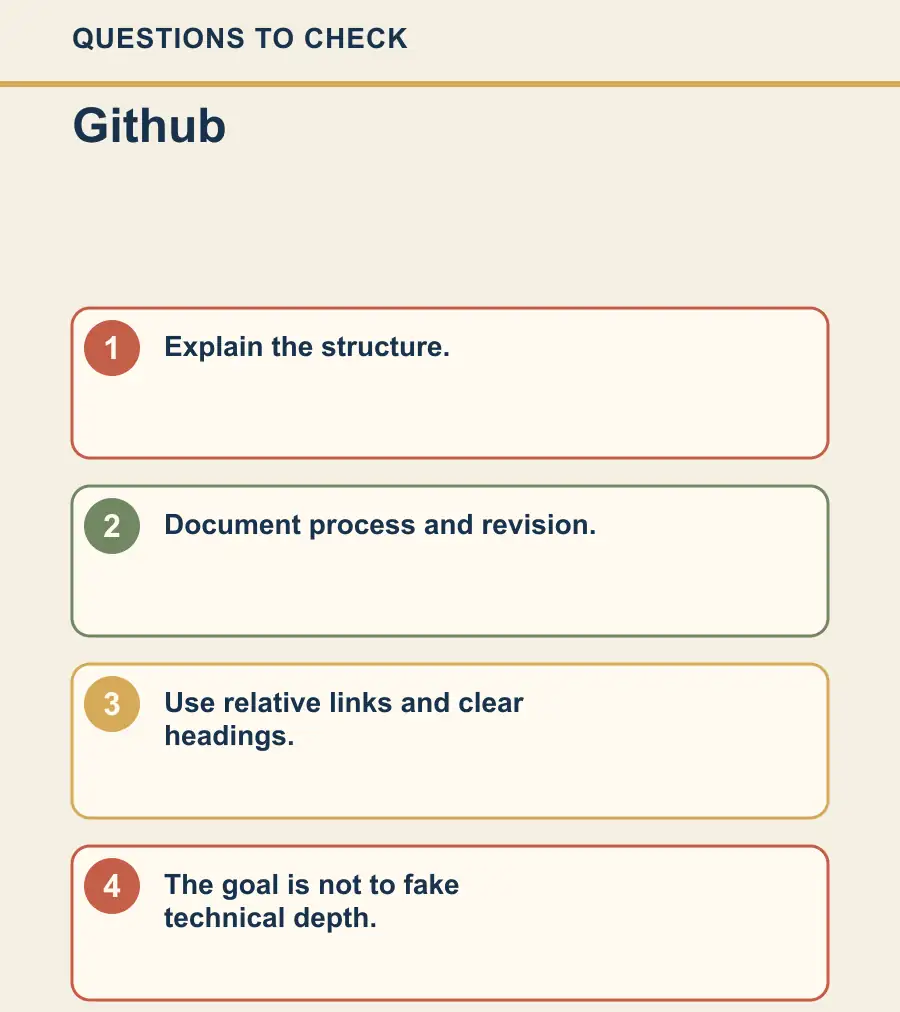 QUESTIONS TO CHECK
Github
1
Explain the structure.
2
Document process and revision.
3
Use relative links and clear
headings.
4
The goal is not to fake
technical depth.